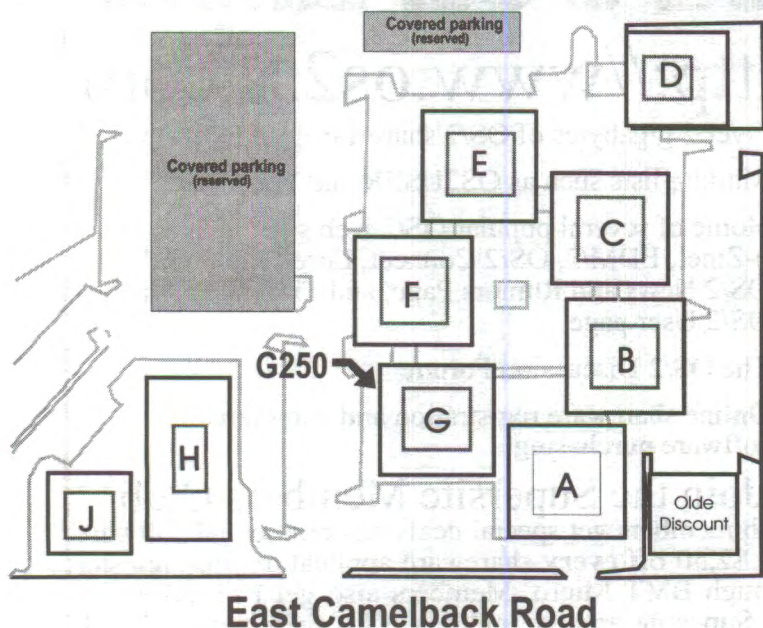 Covered parking
(reserved)
D
E
Covered parking
(reserved)
C
F
B
G250
G
H
A
J
Olde
Discount
East Camelback Road